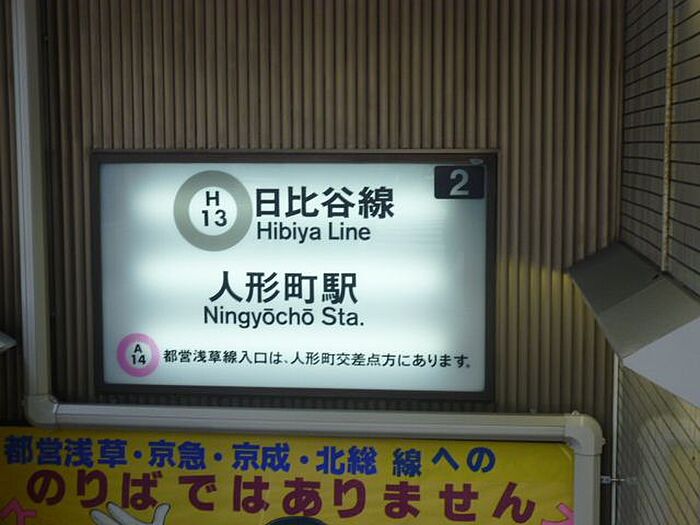 H
13
日比谷線
2
Hibiya Line
人形町駅
Ningyōchō Sta.
A
14
都営浅草線入口は、人形町交差点方にあります。
都営浅草・京急・京成・北総 線 への
のりばではありません